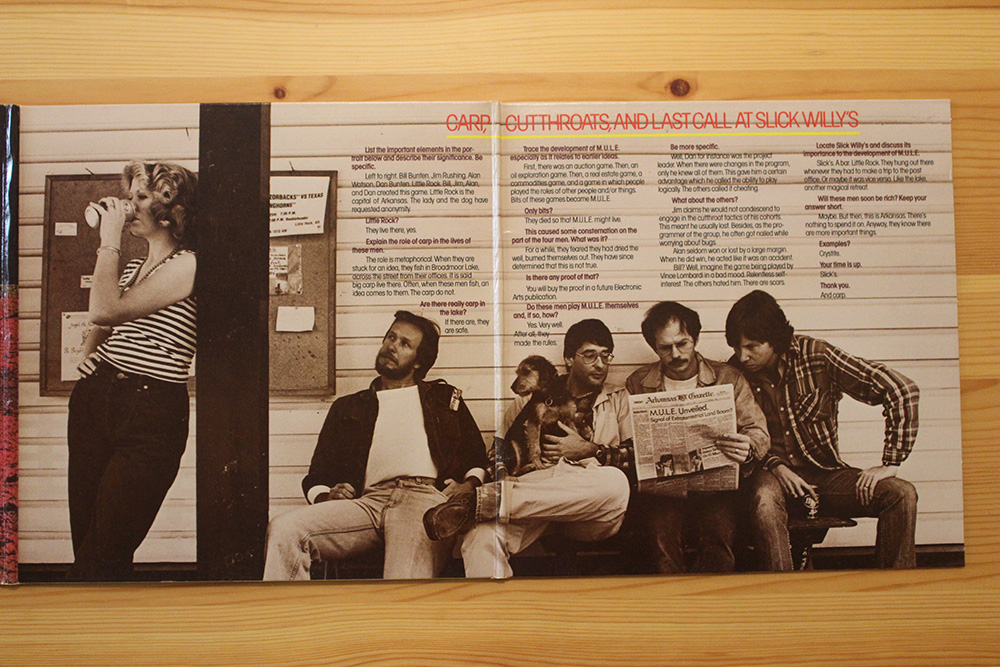 CARP, CUTTHROATS, AND LAST CALL AT SLICK WILLY'S
List the important elements in the por-
trait below and describe their significance. Be
specific.
Left to right. Bill Bunten, Jim Rushing, Alan
Watson, Dan Bunten, Little Rock. Bill, Jim, Alan,
and Dan created this game. Little Rock is the
capital of Arkansas. The lady and the dog have
requested anonymity.
Little Rock?
They live there, yes.
Explain the role of carp in the lives of
these men.
The role is metaphorical. When they are
stuck for an idea, they fish in Broadmoor Lake,
across the street from their offices. It is said
big carp live there. Often, when these men fish, an
idea comes to them. The carp do not.
Are there really carp in
the lake?
If there are, they
are safe.
Trace the development of M.U.L.E.
especially as it relates to earlier ideas.
First, there was an auction game. Then, an
oil exploration game. Then, a real estate game, a
commodities game, and a game in which people
played the roles of other people and/or things.
Bits of these games became M.U.L.E.
Only bits?
They died so that M.U.L.E. might live.
This caused some consternation on the
part of the four men. What was it?
For a while, they feared they had dried the
well, burned themselves out. They have since
determined that this is not true.
Is there any proof of that?
You will buy the proof in a future Electronic
Arts publication.
Do these men play M.U.L.E. themselves
and, if so, how?
Yes. Very well.
After all, they
made the rules.
Be more specific.
Well, Dan for instance was the project
leader. When there were changes in the program,
only he knew all of them. This gave him a certain
advantage which he called the ability to play
logically. The others called it cheating.
What about the others?
Jim claims he would not condescend to
engage in the cutthroat tactics of his cohorts.
This meant he usually lost. Besides, as the pro-
grammer of the group, he often got nailed while
worrying about bugs.
Alan seldom won or lost by a large margin.
When he did win, he acted like it was an accident.
Bill? Well, imagine the game being played by
Vince Lombardi in a bad mood. Relentless self-
interest. The others hated him. There are scars.
Locate Slick Willy's and discuss its
importance to the development of M.U.L.E.
Slick's. A bar. Little Rock. They hung out there
whenever they had to make a trip to the post
office. Or maybe it was vice versa. Like the lake,
another magical retreat.
Will these men soon be rich? Keep your
answer short.
Maybe. But then, this is Arkansas. There's
nothing to spend it on. Anyway, they know there
are more important things.
Examples?
Crystite.
Your time is up.
Slick's.
Thank you.
And carp.
ORBACKS" VS TEXAS
Arkansas Gazette.
M.U.L.E. Unveiled.
Signal of Extraterrestrial Land Boom?